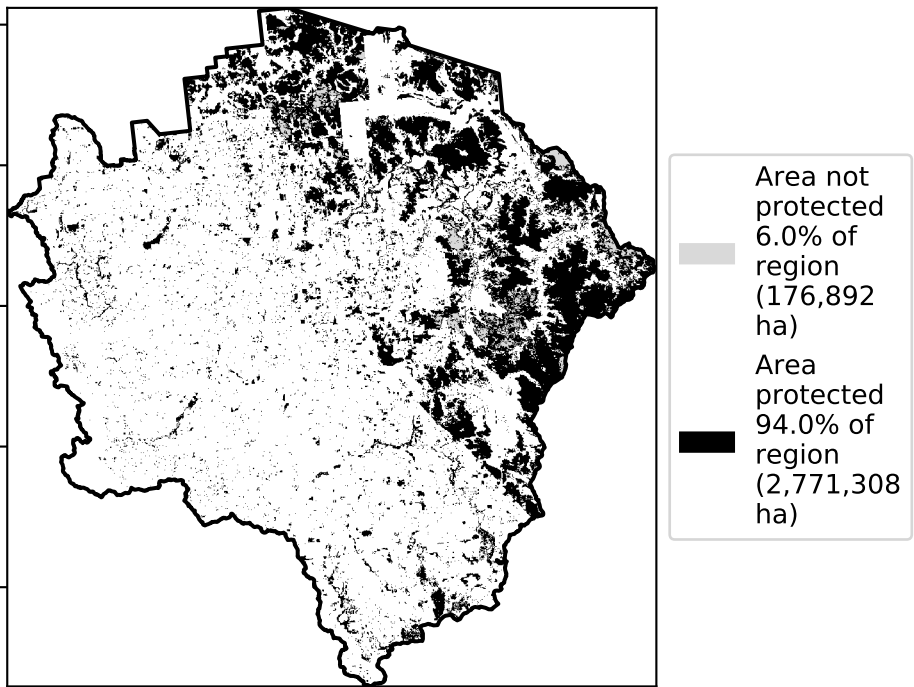 Area not
protected
6.0% of
region
(176,892
ha)
Area
protected
94.0% of
region
(2,771,308
ha)